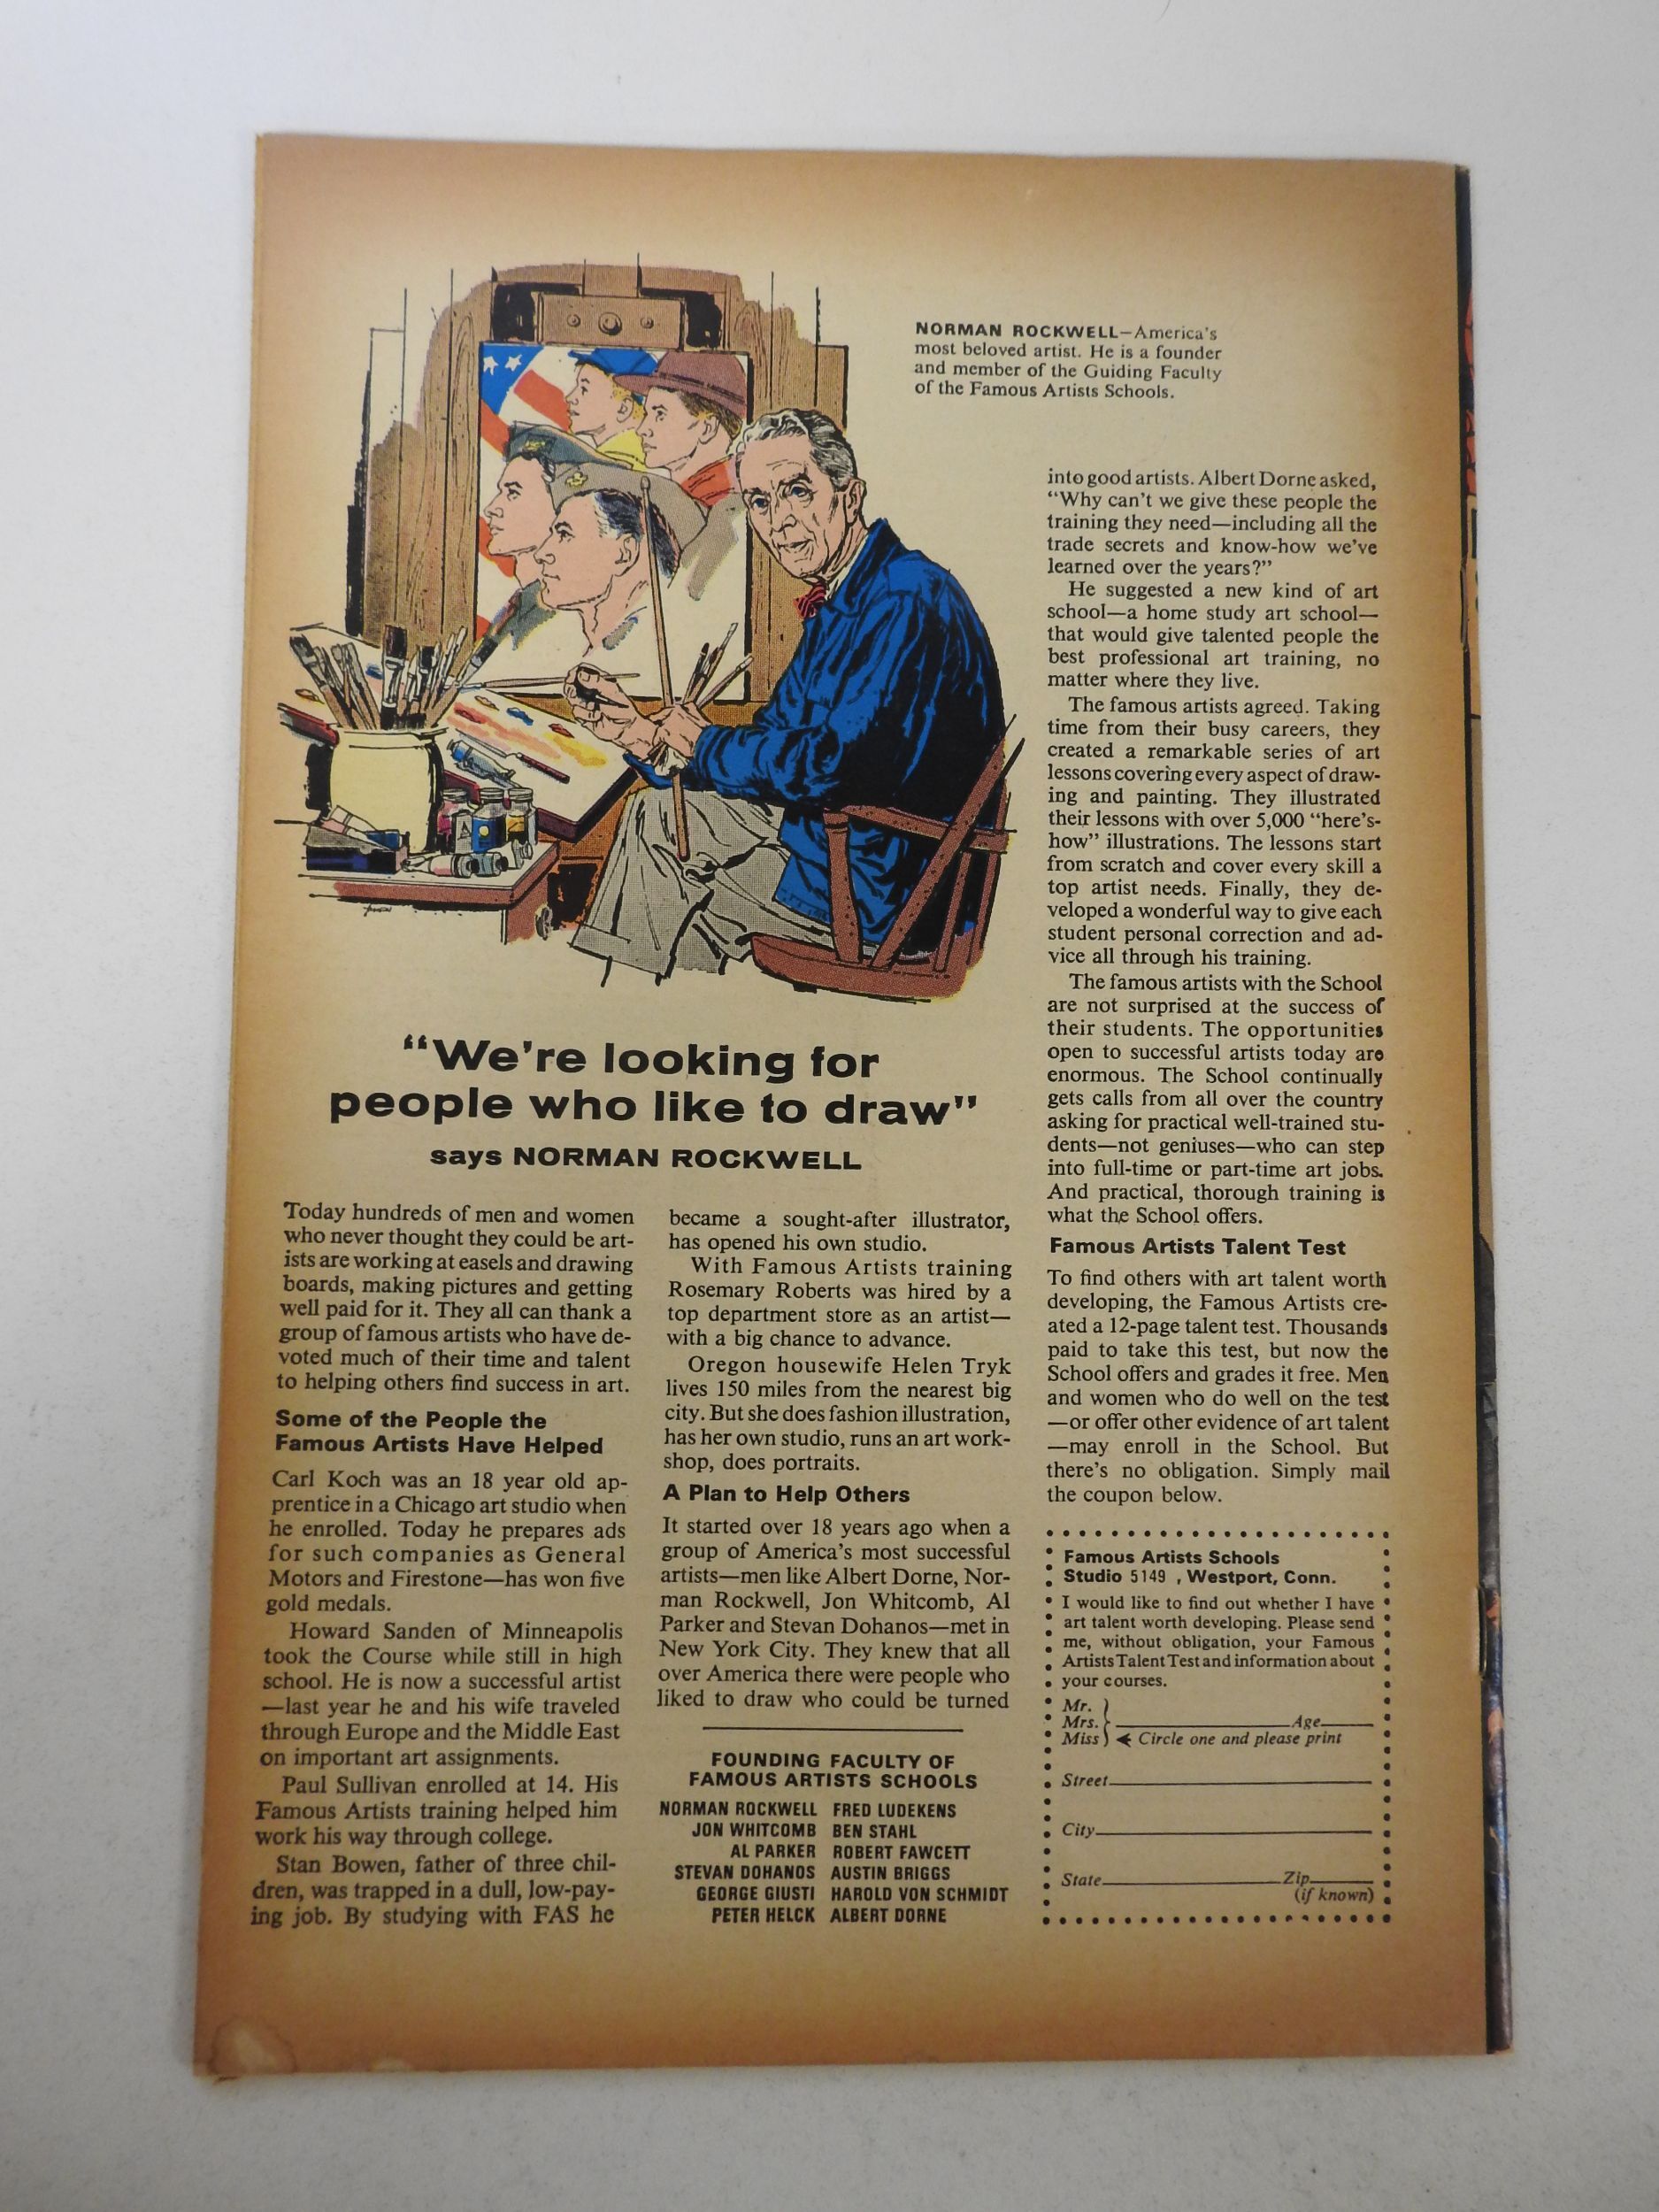 NORMAN ROCKWELL—America's
most beloved artist. He is a founder
and member of the Guiding Faculty
of the Famous Artists Schools.
"We're looking for
people who like to draw"
says NORMAN ROCKWELL
Today hundreds of men and women
who never thought they could be art-
ists are working at easels and drawing
boards, making pictures and getting
well paid for it. They all can thank a
group of famous artists who have de-
voted much of their time and talent
to helping others find success in art.
Some of the People the
Famous Artists Have Helped
Carl Koch was an 18 year old ap-
prentice in a Chicago art studio when
he enrolled. Today he prepares ads
for such companies as General
Motors and Firestone—has won five
gold medals.
Howard Sanden of Minneapolis
took the Course while still in high
school. He is now a successful artist
—last year he and his wife traveled
through Europe and the Middle East
on important art assignments.
Paul Sullivan enrolled at 14. His
Famous Artists training helped him
work his way through college.
Stan Bowen, father of three chil-
dren, was trapped in a dull, low-pay-
ing job. By studying with FAS he
became a sought-after illustrator,
has opened his own studio.
With Famous Artists training
Rosemary Roberts was hired by a
top department store as an artist—
with a big chance to advance.
Oregon housewife Helen Tryk
lives 150 miles from the nearest big
city. But she does fashion illustration,
has her own studio, runs an art work-
shop, does portraits.
A Plan to Help Others
It started over 18 years ago when a
group of America's most successful
artists—men like Albert Dorne, Nor-
man Rockwell, Jon Whitcomb, Al
Parker and Stevan Dohanos—met in
New York City. They knew that all
over America there were people who
liked to draw who could be turned
FOUNDING FACULTY OF
FAMOUS ARTISTS SCHOOLS
NORMAN ROCKWELL FRED LUDEKENS
JON WHITCOMB BEN STAHL
AL PARKER ROBERT FAWCETT
STEVAN DOHANOS AUSTIN BRIGGS
GEORGE GIUSTI HAROLD VON SCHMIDT
PETER HELCK ALBERT DORNE
into good artists. Albert Dorne asked,
"Why can't we give these people the
training they need—including all the
trade secrets and know-how we've
learned over the years?"
He suggested a new kind of art
school—a home study art school—
that would give talented people the
best professional art training, no
matter where they live.
The famous artists agreed. Taking
time from their busy careers, they
created a remarkable series of art
lessons covering every aspect of draw-
ing and painting. They illustrated
their lessons with over 5,000 "here's-
how" illustrations. The lessons start
from scratch and cover every skill a
top artist needs. Finally, they de-
veloped a wonderful way to give each
student personal correction and ad-
vice all through his training.
The famous artists with the School
are not surprised at the success of
their students. The opportunities
open to successful artists today are
enormous. The School continually
gets calls from all over the country
asking for practical well-trained stu-
dents—not geniuses—who can step
into full-time or part-time art jobs.
And practical, thorough training is
what the School offers.
Famous Artists Talent Test
To find others with art talent worth
developing, the Famous Artists cre-
ated a 12-page talent test. Thousands
paid to take this test, but now the
School offers and grades it free. Men
and women who do well on the test
—or offer other evidence of art talent
—may enroll in the School. But
there's no obligation. Simply mail
the coupon below.
Famous Artists Schools
Studio 5149 , Westport, Conn.
I would like to find out whether I have
art talent worth developing. Please send
me, without obligation, your Famous
Artists Talent Test and information about
your courses.
Mr.
Mrs. Age
Miss Circle one and please print
Street
City
State Zip
(if known)